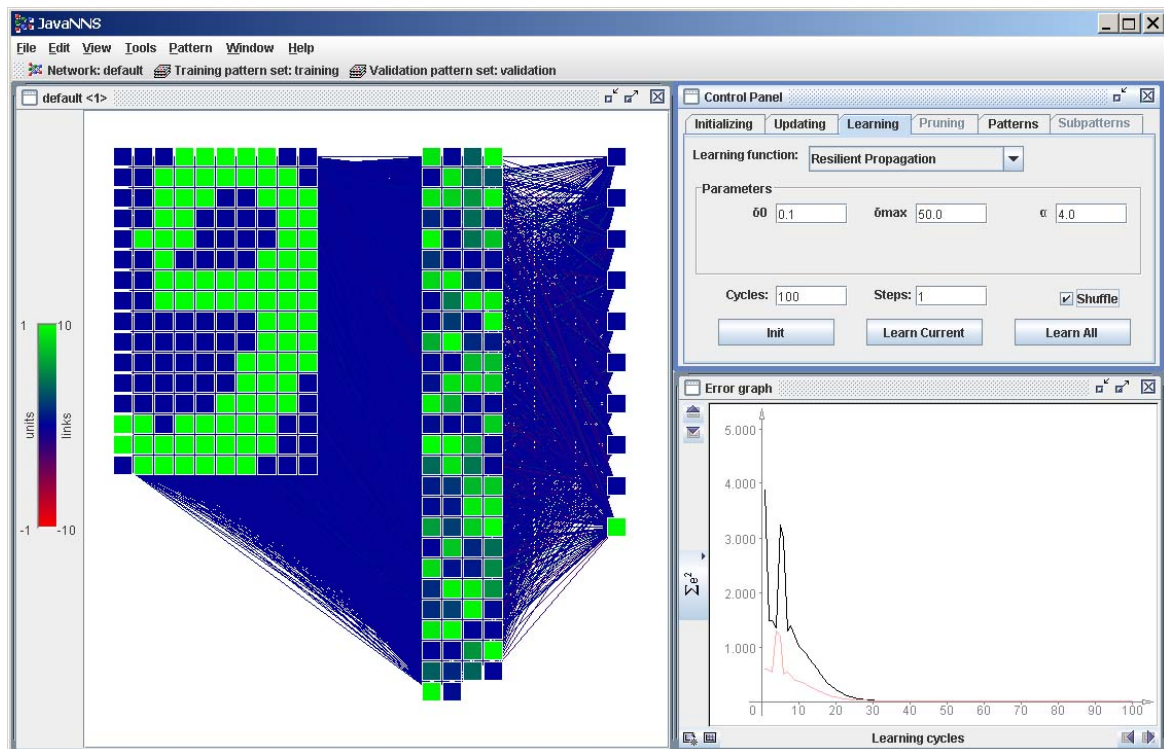 JavaNNS
File Edit View Tools Pattern Window Help
Network: default Training pattern set: training Validation pattern set: validation
default <1>
1 10
units links
-1 -10
Control Panel
Initializing Updating Learning Pruning Patterns Subpatterns
Learning function: Resilient Propagation
Parameters
δ0 0.1 δmax 50.0 α 4.0
Cycles: 100 Steps: 1 Shuffle
Init Learn Current Learn All
Error graph
Σe²
5.000
4.000
3.000
2.000
1.000
0 10 20 30 40 50 60 70 80 90 100
Learning cycles